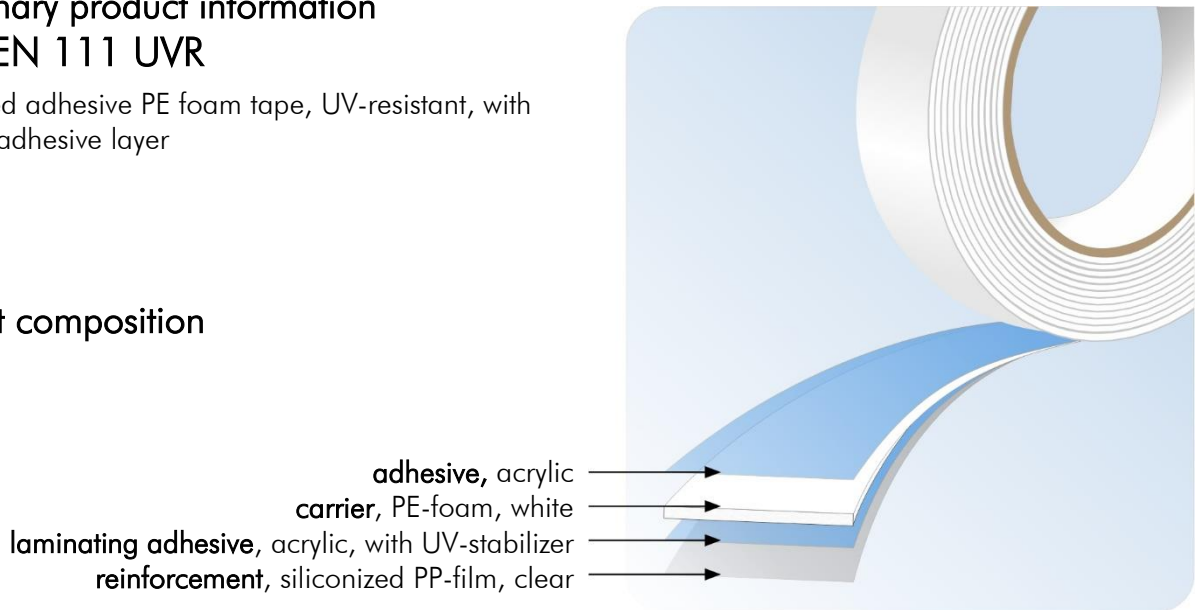 nary product information
EN 111 UVR
d adhesive PE foam tape, UV-resistant, with
adhesive layer
t composition
adhesive, acrylic
carrier, PE-foam, white
laminating adhesive, acrylic, with UV-stabilizer
reinforcement, siliconized PP-film, clear